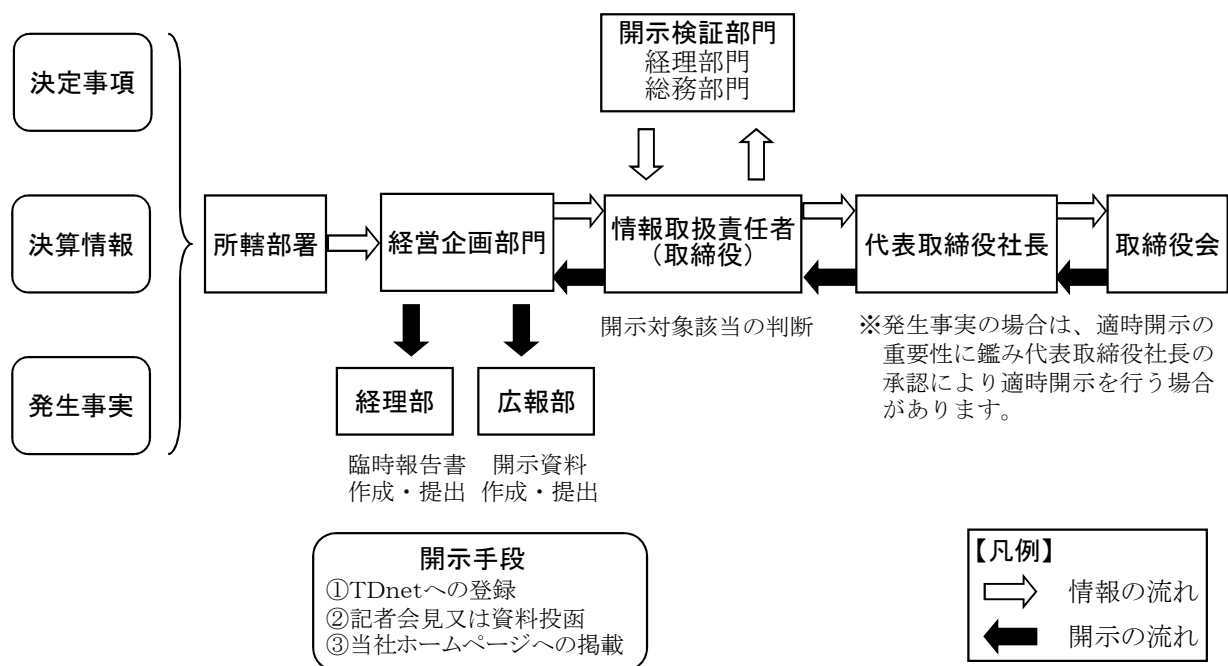 開示検証部門
経理部門
総務部門
決定事項
決算情報
発生事実
所轄部署
経営企画部門
情報取扱責任者
（取締役）
代表取締役社長
取締役会
開示対象該当の判断
※発生事実の場合は、適時開示の
重要性に鑑み代表取締役社長の
承認により適時開示を行う場合
があります。
経理部
広報部
臨時報告書
作成・提出
開示資料
作成・提出
開示手段
①TDnetへの登録
②記者会見又は資料投函
③当社ホームページへの掲載
【凡例】
情報の流れ
開示の流れ